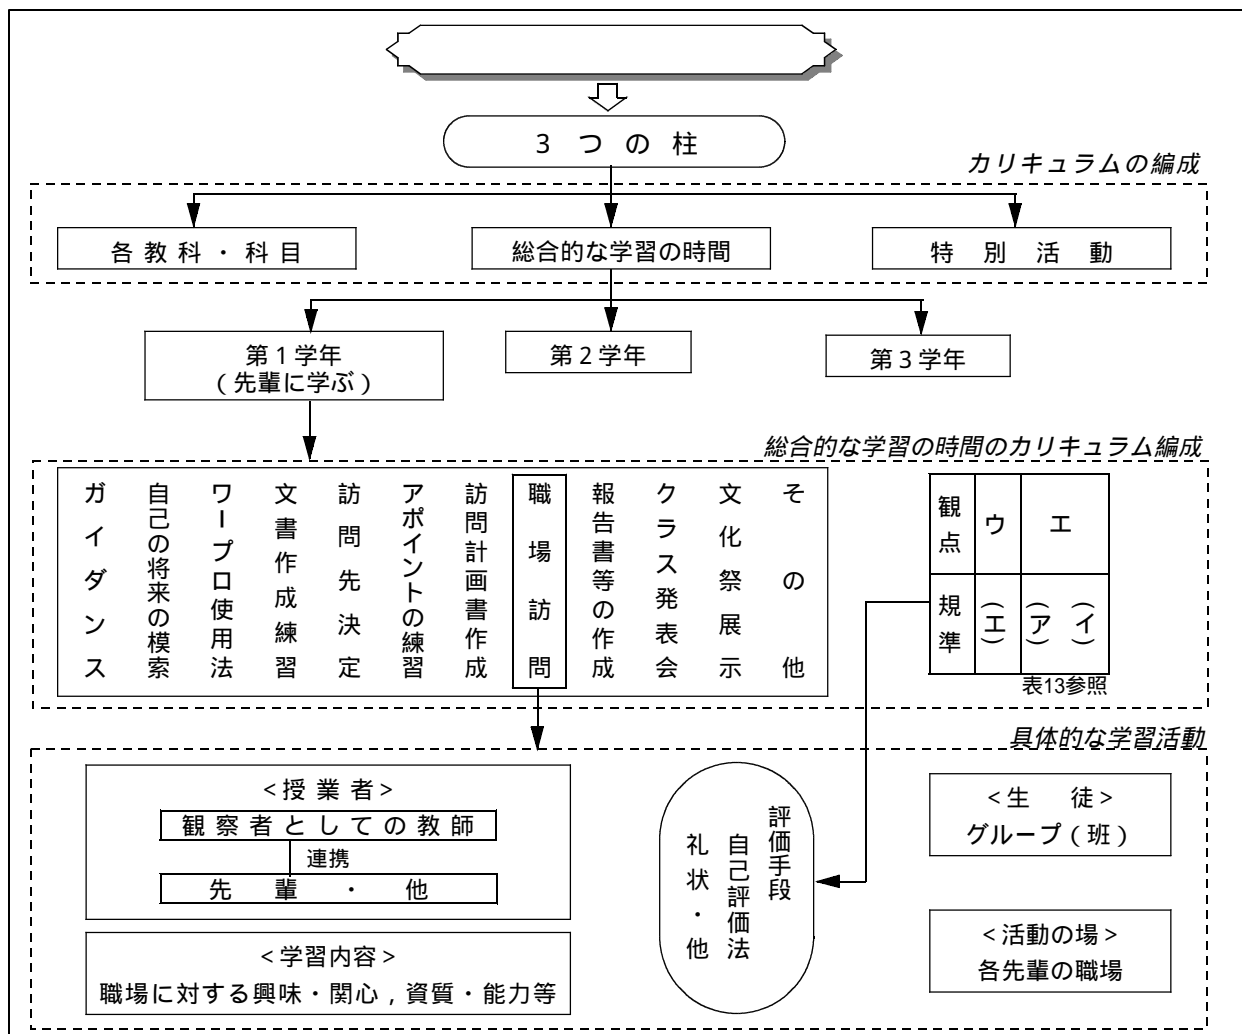 3つの柱
カリキュラムの編成
各教科・科目
総合的な学習の時間
特別活動
第1学年
(先輩に学ぶ)
第2学年
第3学年
総合的な学習の時間のカリキュラム編成
ガイダンス
自己の将来の模索
ワープロ使用法
文書作成練習
訪問先決定
アポイントの練習
訪問計画書作成
職場訪問
報告書等の作成
クラス発表会
文化祭展示
その他
観点
ウ
エ
規準
(エ)
(ア)
(イ)
表13参照
具体的な学習活動
<授業者>
観察者としての教師
連携
先輩・他
<学習内容>
職場に対する興味・関心,資質・能力等
評価手段
自己評価法
礼状・他
<生 徒>
グループ(班)
<活動の場>
各先輩の職場